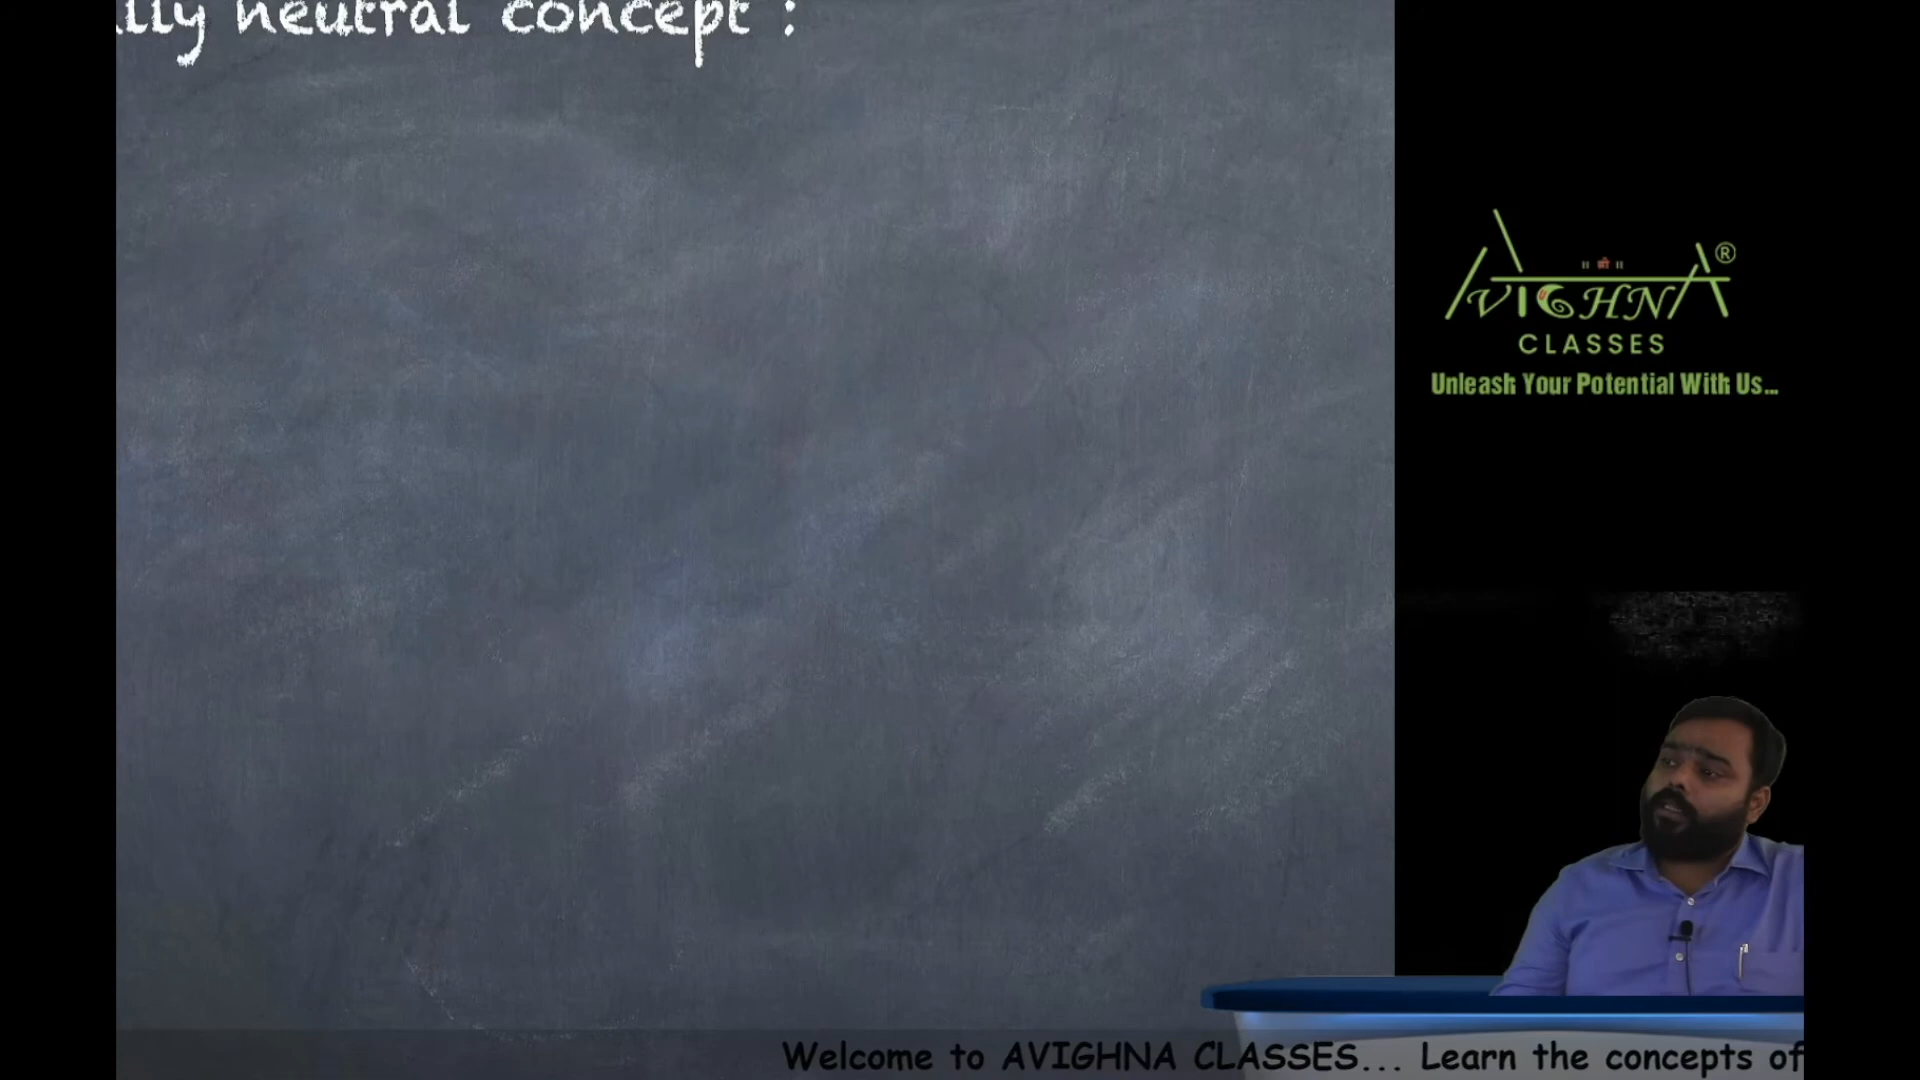 neutral concept :
|| श्री ||
AVIGHNA ®
CLASSES
Unleash Your Potential With Us...
Welcome to AVIGHNA CLASSES... Learn the concepts of